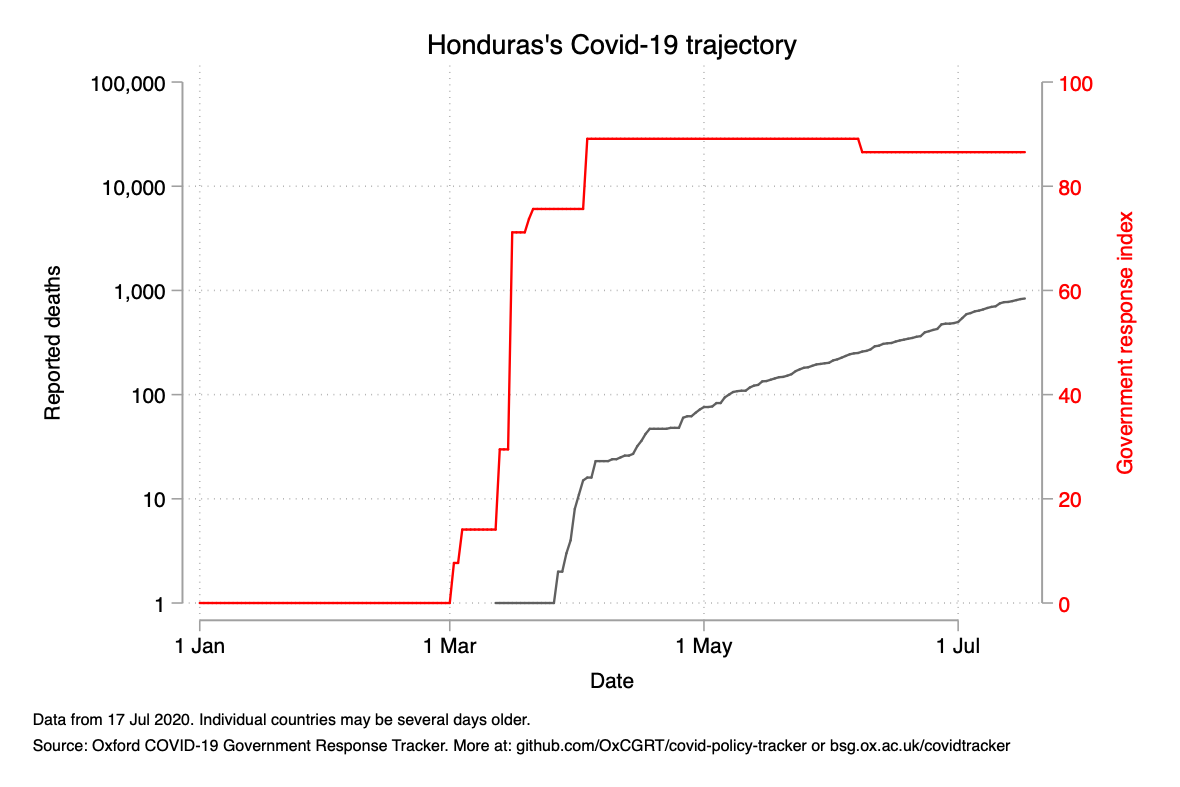 Honduras's Covid-19 trajectory
100,000
10,000
1,000
100
10
1
Reported deaths
100
80
60
40
20
0
Government response index
1 Jan
1 Mar
1 May
1 Jul
Date
Data from 17 Jul 2020. Individual countries may be several days older.
Source: Oxford COVID-19 Government Response Tracker. More at: github.com/OxCGRT/covid-policy-tracker or bsg.ox.ac.uk/covidtracker